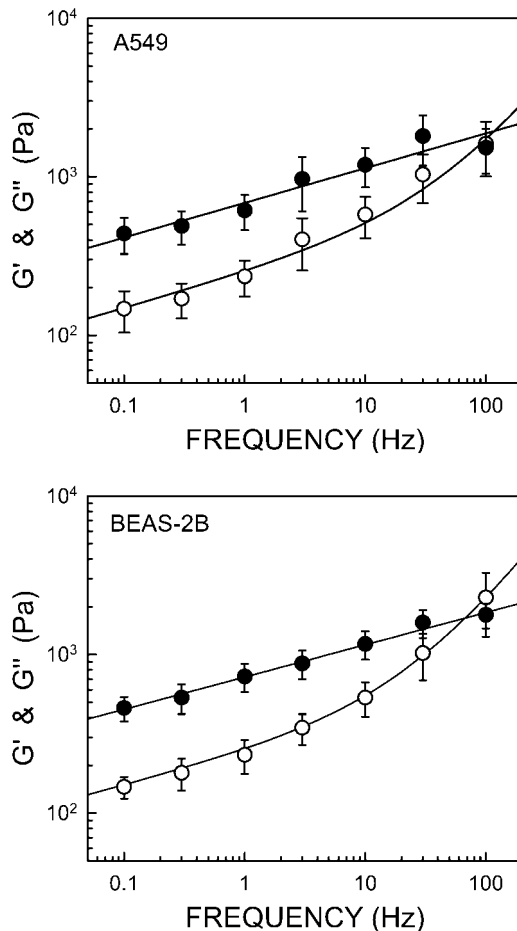 10⁴
A549
10³
10²
G' & G" (Pa)
0.1 1 10 100
FREQUENCY (Hz)
10⁴
BEAS-2B
10³
10²
G' & G" (Pa)
0.1 1 10 100
FREQUENCY (Hz)